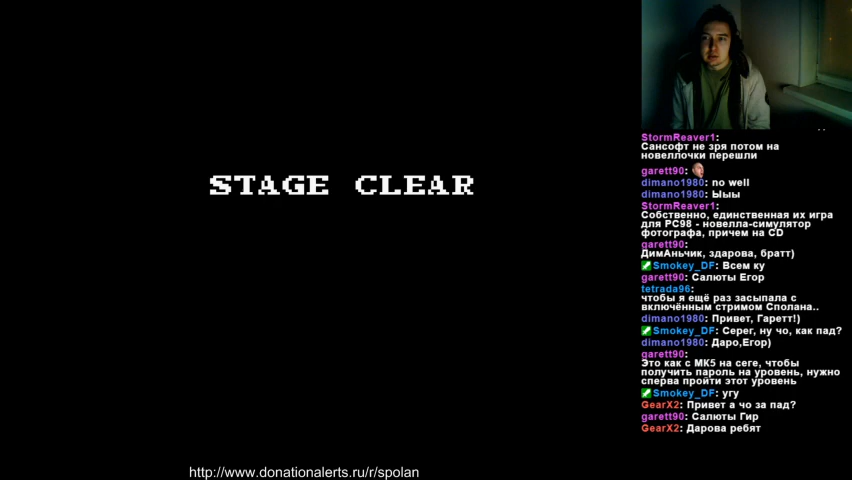 STAGE CLEAR
StormReaver1:
Сансофт не зря потом на
новеллочки перешли
garett90:
dimano1980: no well
dimano1980: Ыыы
StormReaver1:
Собственно, единственная их игра
для PC98 - новелла-симулятор
фотографа, причем на CD
garett90:
ДимАньчик, здарова, братт)
Smokey_DF: Всем ку
garett90: Салюты Егор
tetrada96:
чтобы я ещё раз засыпала с
включённым стримом Сполана..
dimano1980: Привет, Гаретт!)
Smokey_DF: Серег, ну чо, как пад?
dimano1980: Даро,Егор)
garett90:
Это как с МК5 на сеге, чтобы
получить пароль на уровень, нужно
сперва пройти этот уровень
Smokey_DF: угу
GearX2: Привет а чо за пад?
garett90: Салюты Гир
GearX2: Дарова ребят
http://www.donationalerts.ru/r/spolan